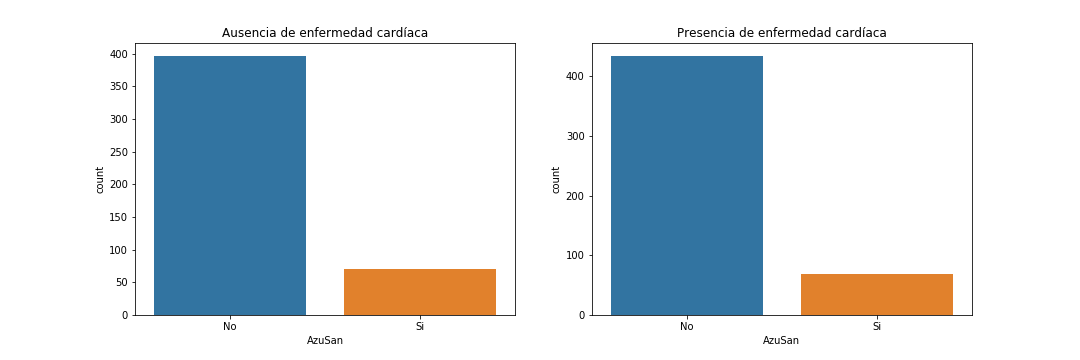 Ausencia de enfermedad cardíaca
400
350
300
250
200
150
100
50
0
count
No
Si
AzuSan
Presencia de enfermedad cardíaca
400
300
200
100
0
count
No
Si
AzuSan